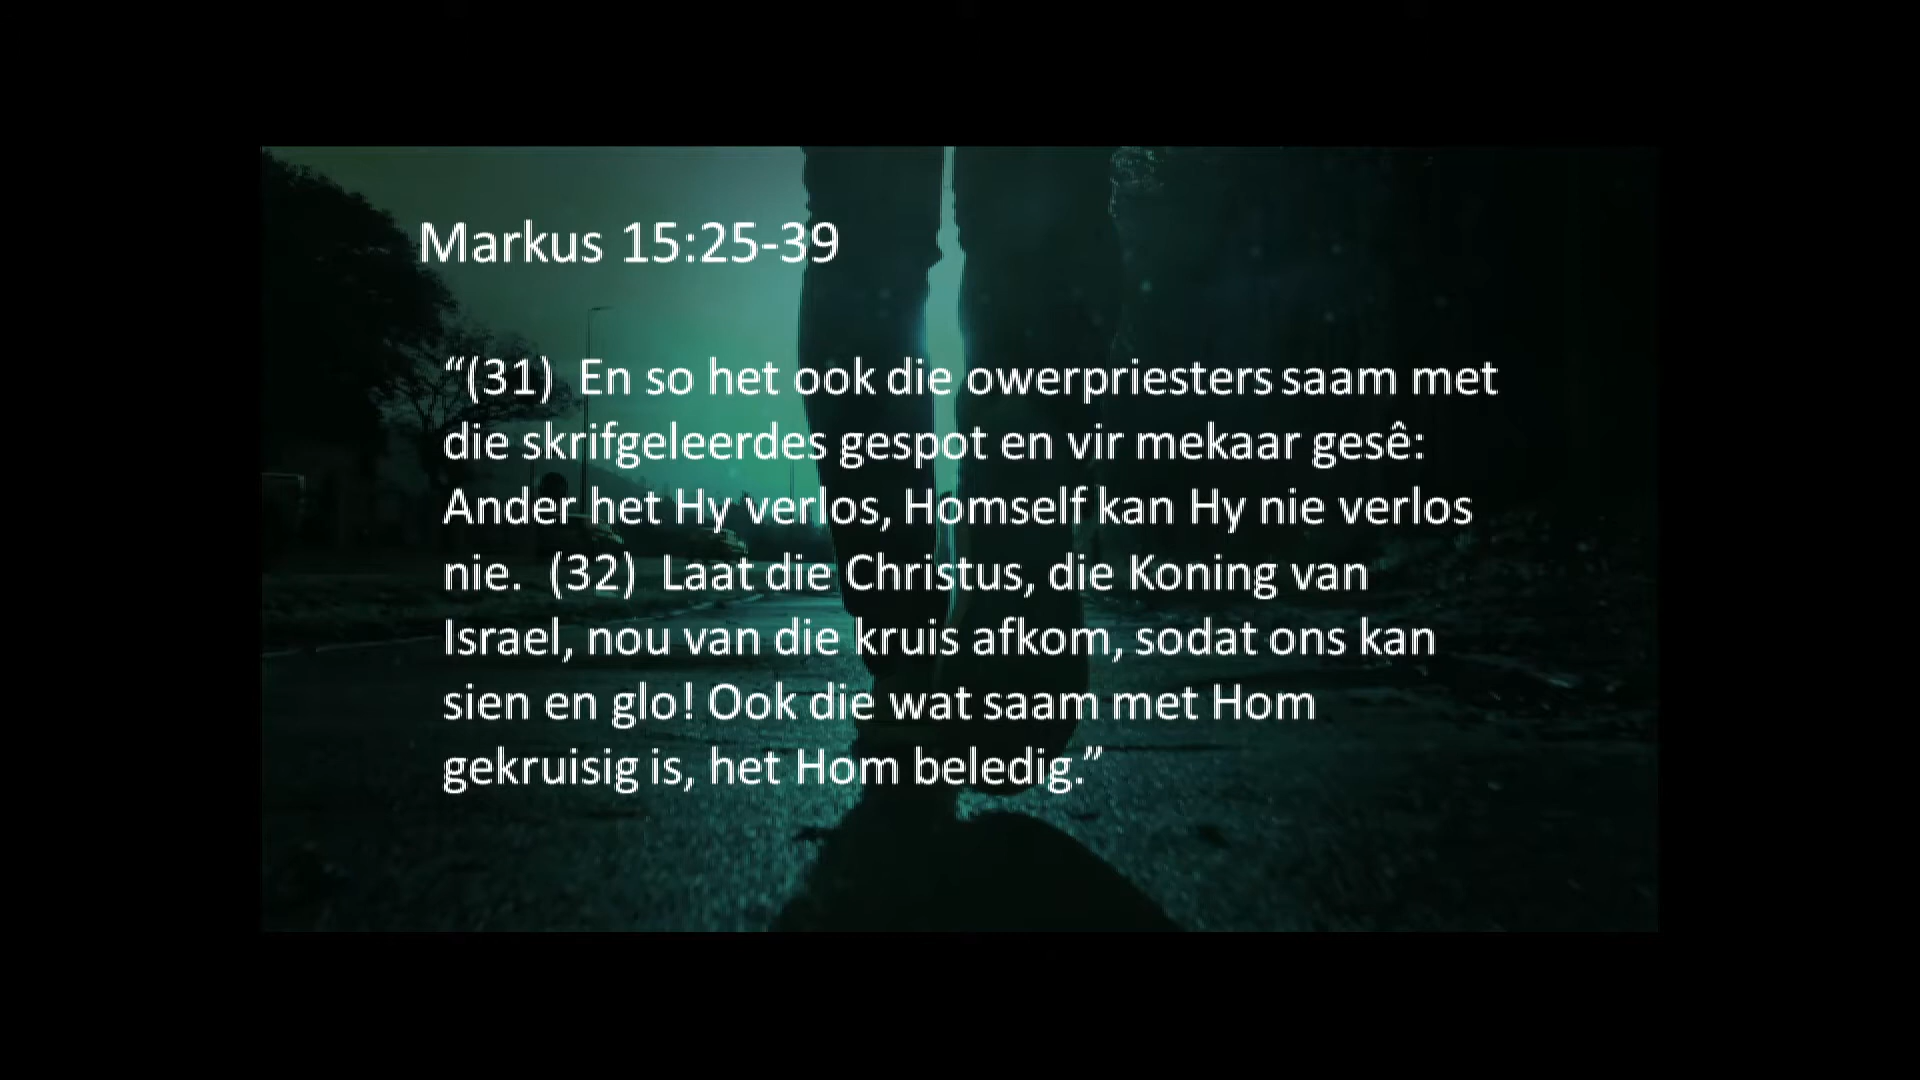 Markus 15:25-39
“(31)  En so het ook die owerpriesters saam met
die skrifgeleerdes gespot en vir mekaar gesê:
Ander het Hy verlos, Homself kan Hy nie verlos
nie.  (32)  Laat die Christus, die Koning van
Israel, nou van die kruis afkom, sodat ons kan
sien en glo! Ook die wat saam met Hom
gekruisig is, het Hom beledig.”